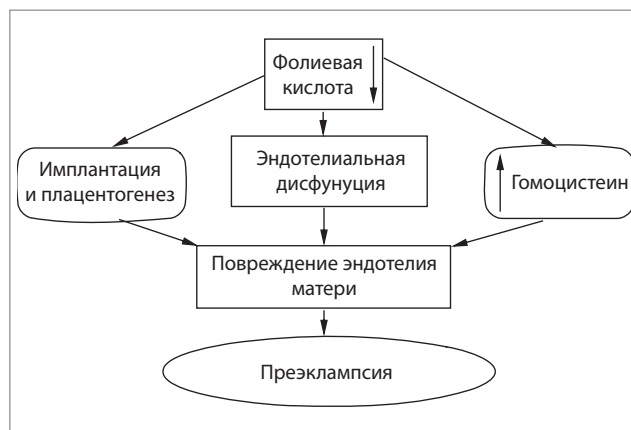 Фолиевая
кислота
Имплантация
и плацентогенез
Эндотелиальная
дисфунуция
Гомоцистеин
Повреждение эндотелия
матери
Преэклампсия